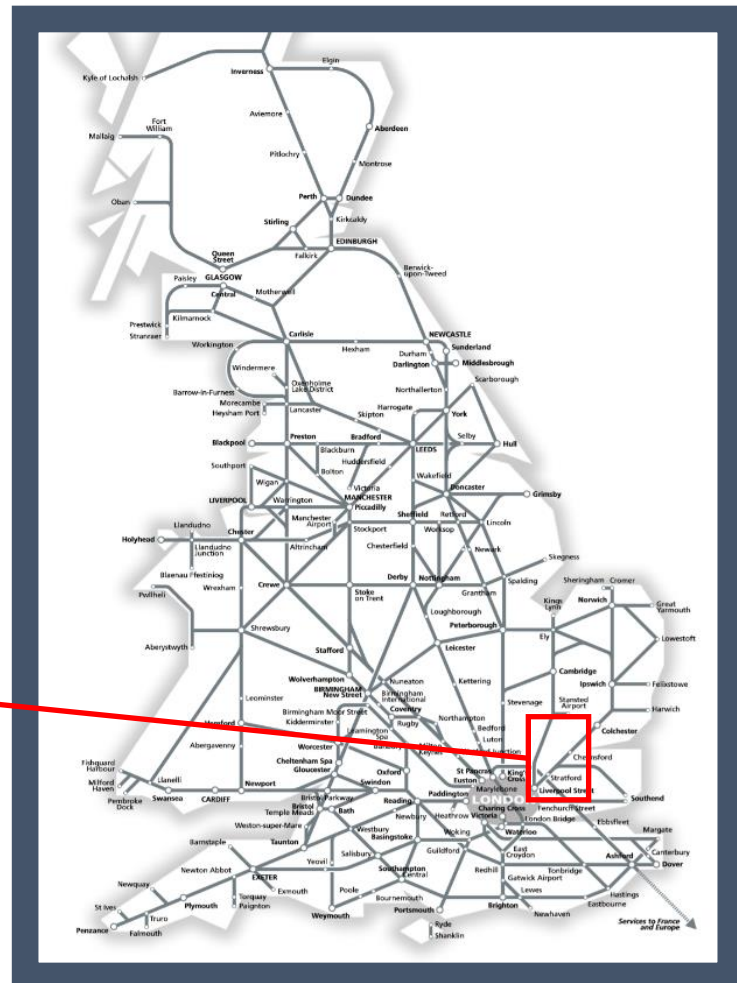 Elgin
Kyle of Lochalsh
Inverness
Aviemore
Fort
William
Aberdeen
Mallaig
Pitlochry
Montrose
Perth
Dundee
Oban
Kirkcaldy
Stirling
EDINBURGH
Queen
Street
Falkirk
GLASGOW
Central
Paisley
Motherwell
Berwick-
upon-Tweed
Kilmarnock
Prestwick
Stranraer
Carlisle
NEWCASTLE
Workington
Hexham
Sunderland
Durham
Darlington
Middlesbrough
Windermere
Oxenholme
Lake District
Scarborough
Barrow-in-Furness
Northallerton
Morecambe
Heysham Port
Lancaster
Harrogate
York
Skipton
Blackpool
Preston
Bradford
LEEDS
Selby
Hull
Blackburn
Bolton
Huddersfield
Southport
Wigan
Wakefield
Victoria
MANCHESTER
Piccadilly
Doncaster
Grimsby
LIVERPOOL
Warrington
Manchester
Airport
Sheffield
Retford
Lincoln
Llandudno
Stockport
Worksop
Holyhead
Chester
Llandudno
Junction
Altrincham
Chesterfield
Newark
Skegness
Blaenau Ffestiniog
Wrexham
Crewe
Stoke
on Trent
Derby
Nottingham
Spalding
Grantham
Sheringham
Cromer
Pwllheli
Kings
Lynn
Norwich
Great
Yarmouth
Loughborough
Shrewsbury
Peterborough
Ely
Lowestoft
Aberystwyth
Stafford
Leicester
Wolverhampton
Nuneaton
Kettering
Cambridge
BIRMINGHAM
New Street
Birmingham
International
Ipswich
Felixstowe
Leominster
Coventry
Stevenage
Stansted
Airport
Birmingham Moor Street
Kidderminster
Rugby
Northampton
Harwich
Hereford
Leamington
Spa
Bedford
Colchester
Abergavenny
Worcester
Banbury
Milton
Keynes
Luton
Junction
Chelmsford
Fishguard
Harbour
Cheltenham Spa
Gloucester
Oxford
St Pancras
Euston
King's
Cross
Stratford
Milford
Haven
Llanelli
Newport
Swindon
Marylebone
Liverpool Street
Pembroke
Dock
Swansea
CARDIFF
Bristol Parkway
Bristol
Temple Meads
Bath
Reading
Paddington
LONDO
Southend
Fenchurch Street
Newbury
Heathrow
Charing Cross
Victoria
London Bridge
Ebbsfleet
Weston-super-Mare
Westbury
Basingstoke
Woking
Waterloo
Margate
Barnstaple
Taunton
Salisbury
Guildford
East
Croydon
Canterbury
Newton Abbot
Yeovil
Southampton
Central
Redhill
Tonbridge
Ashford
Dover
EXETER
Gatwick Airport
Newquay
Exmouth
Poole
Lewes
Hastings
St Ives
Plymouth
Torquay
Paignton
Bournemouth
Eastbourne
Truro
Weymouth
Portsmouth
Brighton
Newhaven
Penzance
Falmouth
Ryde
Shanklin
Services to France
and Europe